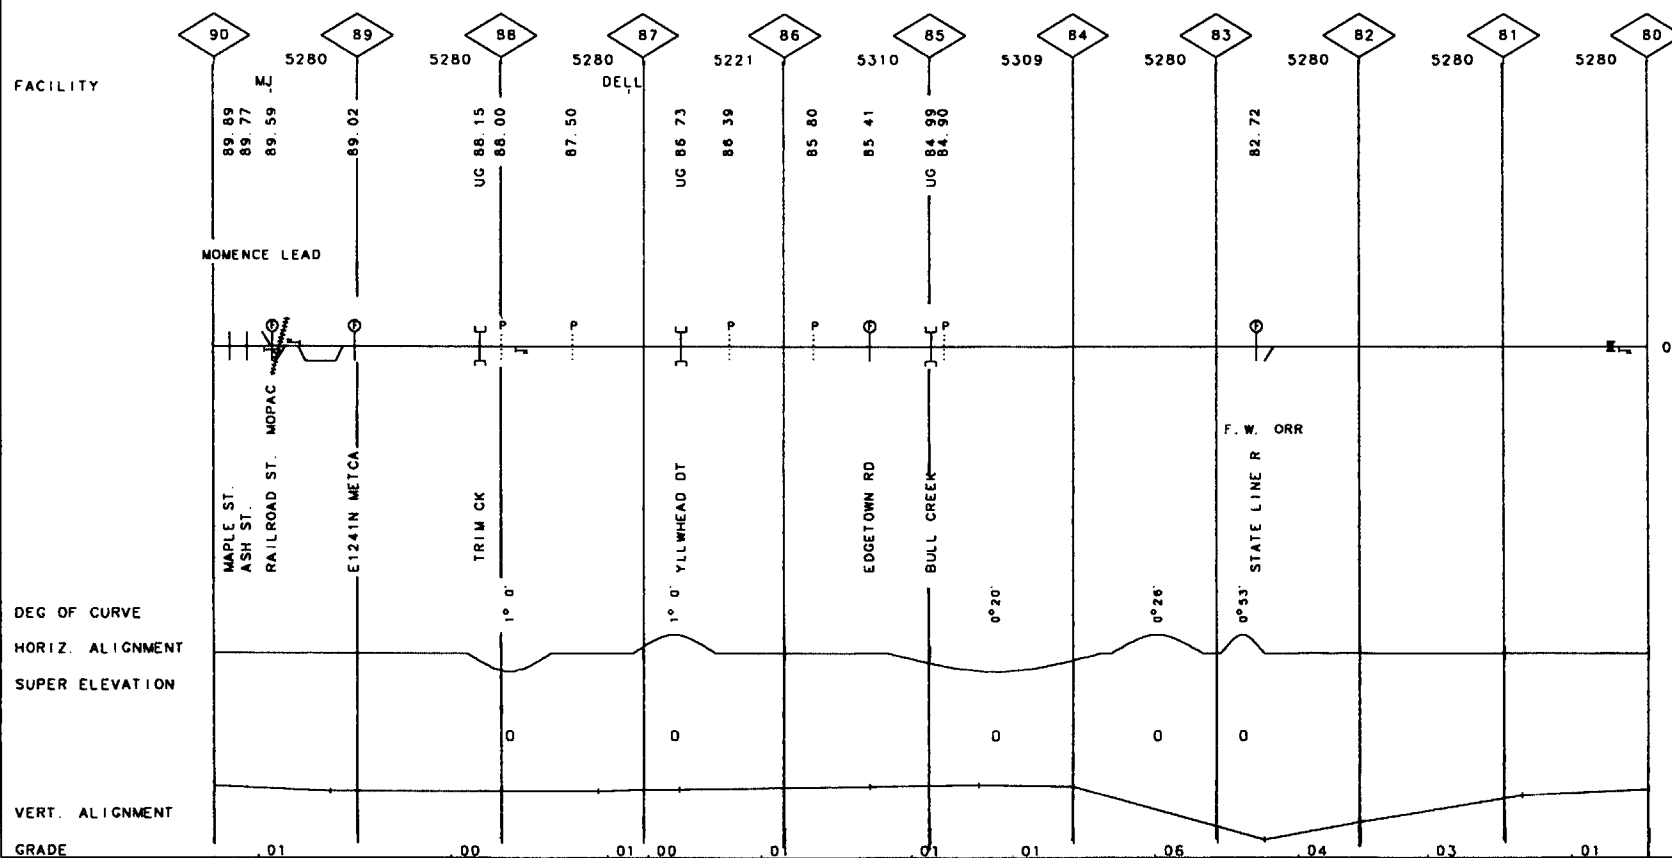 90 89 88 87 86 85 84 83 82 81 80
5280 5280 5280 5221 5310 5309 5280 5280 5280 5280
FACILITY MJ DELL
89.89
89.77
89.59
89.02
UG 88.15
88.00
87.50
UG 86 73
86 39
85 80
85 41
UG 84 99
84.90
82.72
MOMENCE LEAD
P P P P P
F F F F
0
MOPAC
F.W. ORR
MAPLE ST.
ASH ST.
RAILROAD ST.
E1241N METCA
TRIM CK
YLLWHEAD DT
EDGETOWN RD
BULL CREEK
STATE LINE R
DEG OF CURVE 1° 0' 1° 0' 0°20' 0°26' 0°53'
HORIZ. ALIGNMENT
SUPER ELEVATION
0 0 0 0 0
VERT. ALIGNMENT
GRADE .01 .00 .01 .00 .01 .01 .01 .06 .04 .03 .01